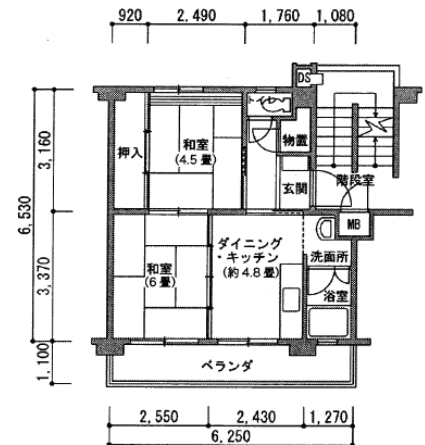 920 2,490 1,760 1,080
DS
トイレ
和室
(4.5 畳)
物置
押入
玄関
階段室
MB
3,160
6,530
3,370
1,100
ダイニング
・キッチン
(約 4.8 畳)
洗面所
和室
(6 畳)
浴室
ベランダ
2,550 2,430 1,270
6,250